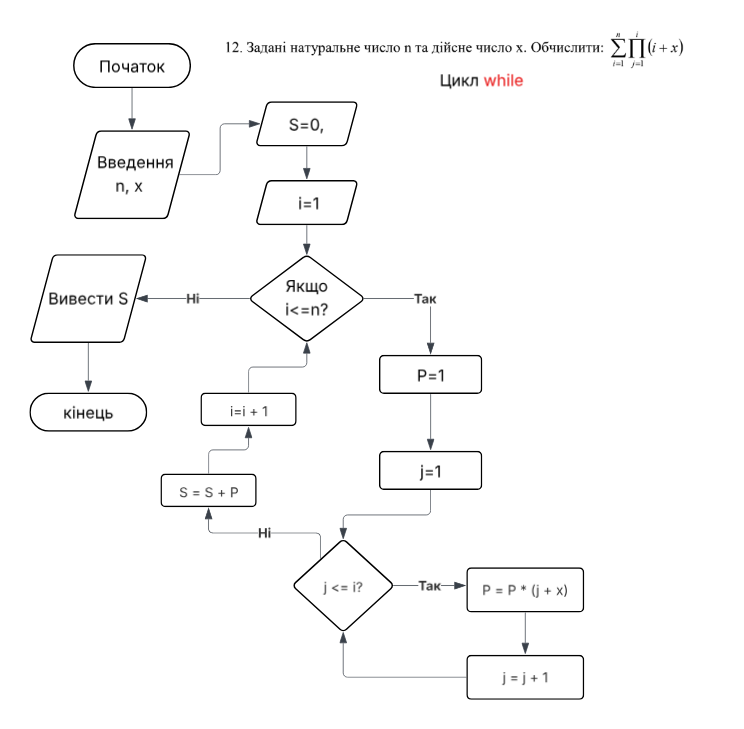 12. Задані натуральне число n та дійсне число x. Обчислити: \sum_{i=1}^{n}\prod_{j=1}^{i}(i+x)
Цикл while
Початок
Введення
n, x
S=0,
i=1
Якщо
i<=n?
Ні
Так
Вивести S
кінець
P=1
j=1
i=i + 1
S = S + P
Ні
j <= i?
Так
P = P * (j + x)
j = j + 1